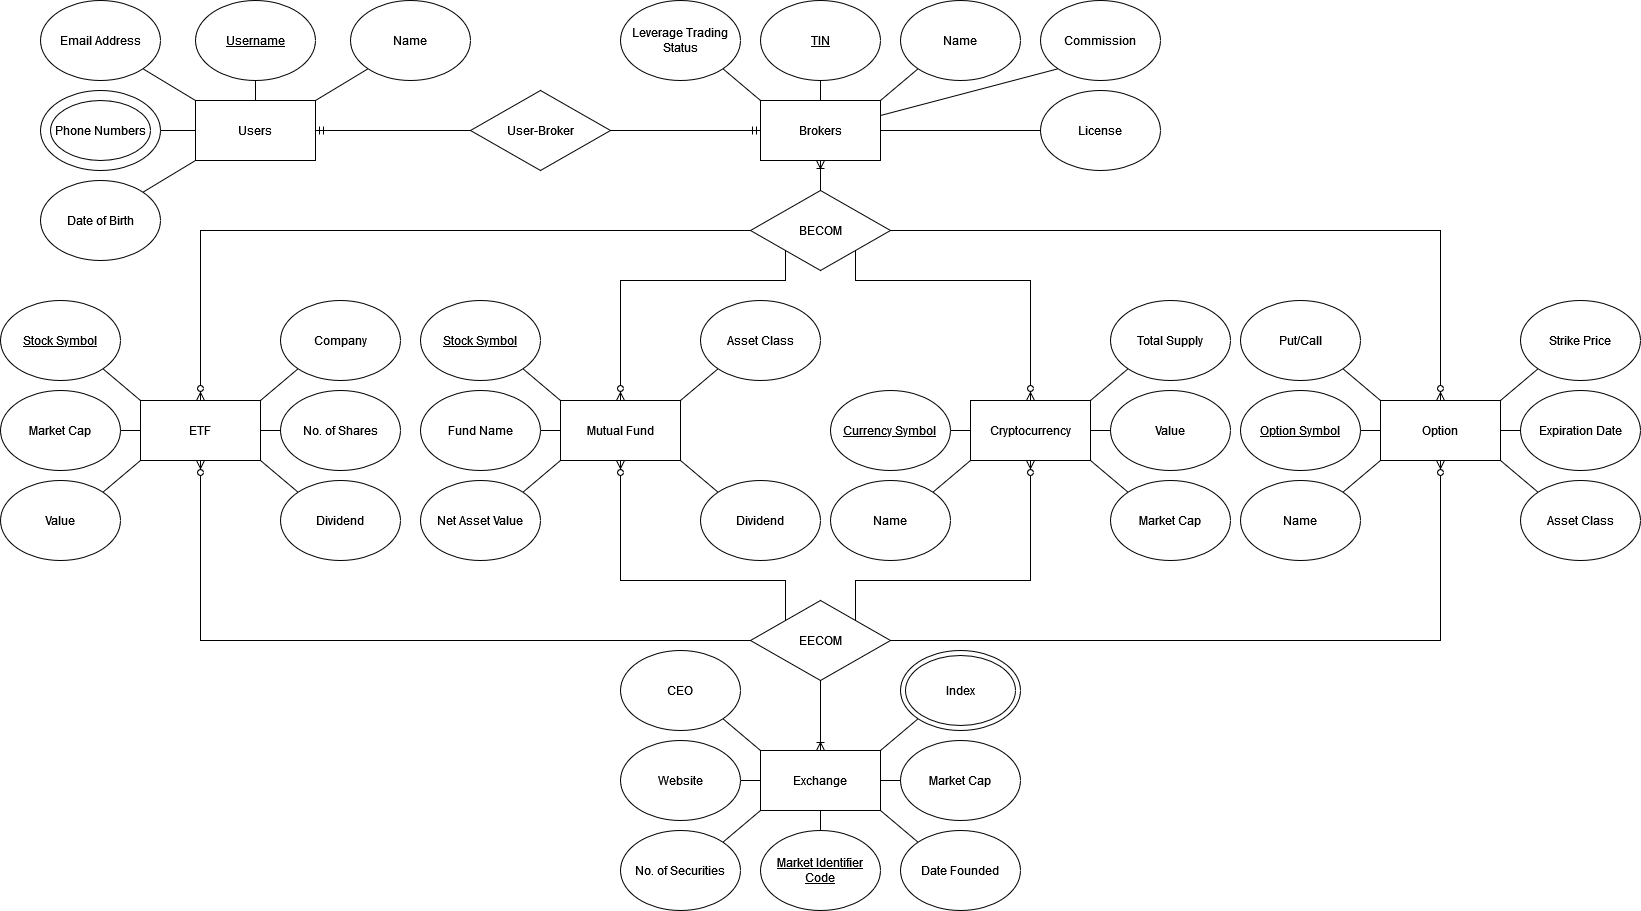 Email Address
Username
Name
Leverage Trading
Status
TIN
Name
Commission
Phone Numbers
Users
User-Broker
Brokers
License
Date of Birth
BECOM
Stock Symbol
Company
Stock Symbol
Asset Class
Total Supply
Put/Call
Strike Price
Market Cap
ETF
No. of Shares
Fund Name
Mutual Fund
Currency Symbol
Cryptocurrency
Value
Option Symbol
Option
Expiration Date
Value
Dividend
Net Asset Value
Dividend
Name
Market Cap
Name
Asset Class
EECOM
CEO
Index
Website
Exchange
Market Cap
No. of Securities
Market Identifier
Code
Date Founded